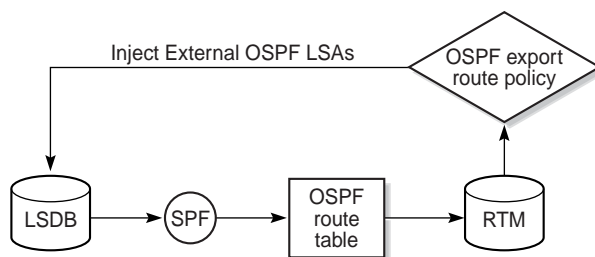 Inject External OSPF LSAs
OSPF export
route policy
LSDB
SPF
OSPF
route
table
RTM